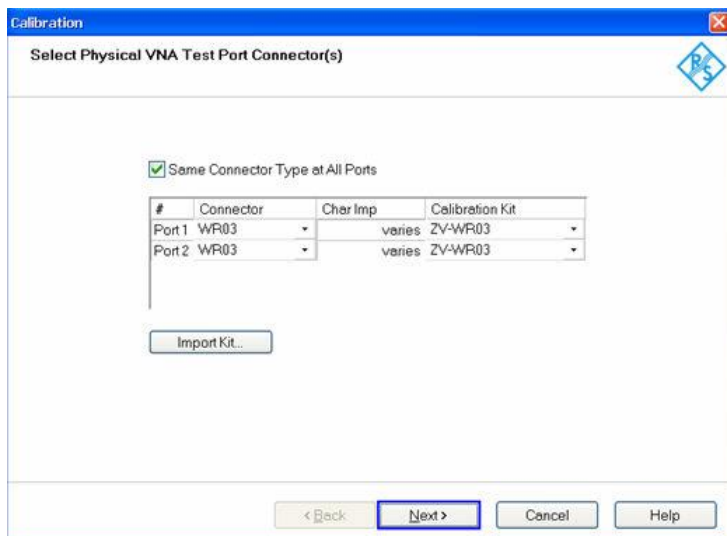 Calibration
Select Physical VNA Test Port Connector(s)
R/S
Same Connector Type at All Ports
# Connector Char Imp Calibration Kit
Port 1 WR03 varies ZV-WR03
Port 2 WR03 varies ZV-WR03
Import Kit...
< Back Next > Cancel Help